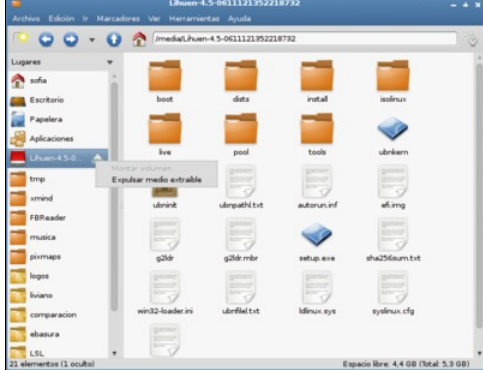 Lihuen-4.5-0611121352218732
Archivo Edición Ir Marcadores Ver Herramientas Ayuda
/media/Lihuen-4.5-0611121352218732
Lugares
sofia
Escritorio
Papelera
Aplicaciones
Lihuen-4.5-0...
tmp
xmind
FBReader
musica
pixmaps
logos
liviano
comparacion
ebasura
LSL
Montar volumen
Expulsar medio extraíble
boot dists install isolinux
live pool tools ubnkern
ubninit ubnpathl.txt autorun.inf efi.img
g2ldr g2ldr.mbr setup.exe sha256sum.txt
win32-loader.ini ubnfilel.txt ldlinux.sys syslinux.cfg
21 elementos (1 oculto) Espacio libre: 4,4 GB (Total: 5,3 GB)